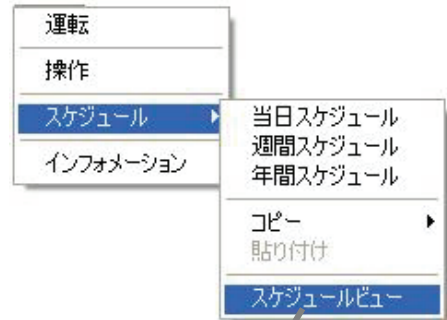 運転
操作
スケジュール
インフォメーション
当日スケジュール
週間スケジュール
年間スケジュール
コピー
貼り付け
スケジュールビュー